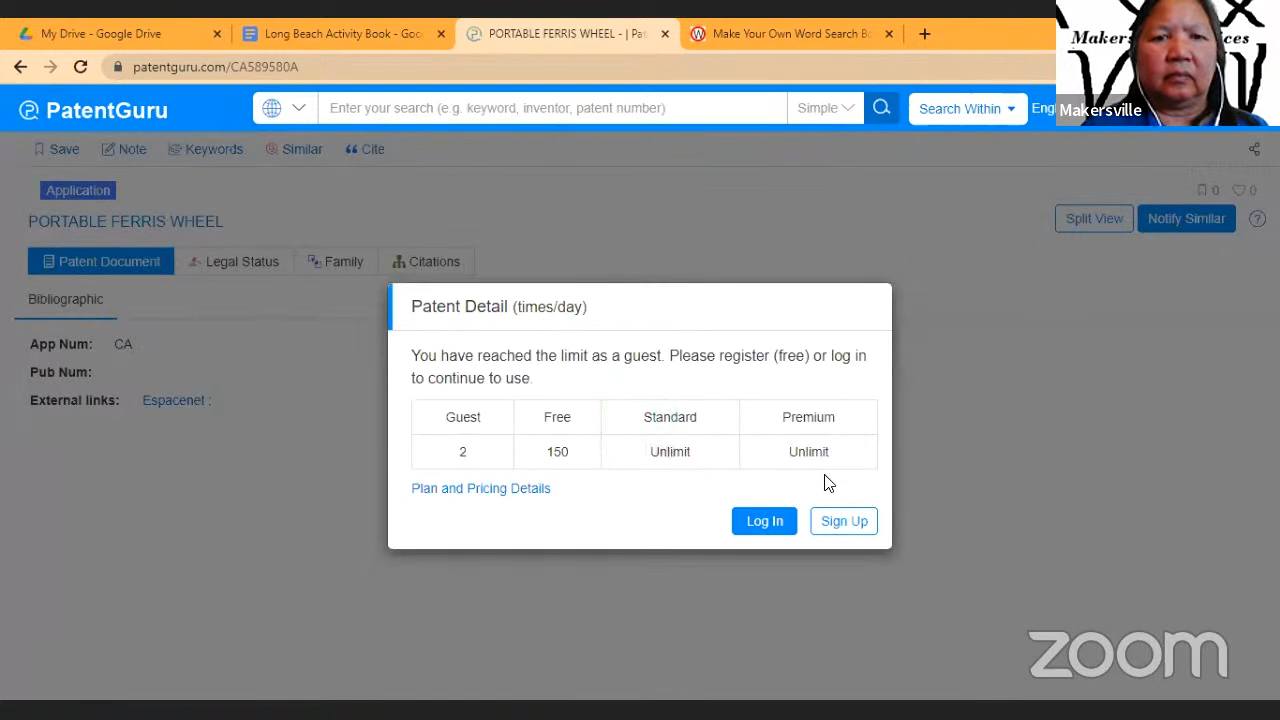 My Drive - Google Drive
Long Beach Activity Book - Goo
PORTABLE FERRIS WHEEL - | Pat
Make Your Own Word Search Bo
patentguru.com/CA589580A
Makers
ices
Makersville
PatentGuru
Enter your search (e.g. keyword, inventor, patent number)
Simple
Search Within
Eng
Save
Note
Keywords
Similar
Cite
Application
0
0
PORTABLE FERRIS WHEEL
Split View
Notify Similar
?
Patent Document
Legal Status
Family
Citations
Bibliographic
App Num: CA
Pub Num:
External links: Espacenet ;
Patent Detail (times/day)
You have reached the limit as a guest. Please register (free) or log in
to continue to use.
Guest Free Standard Premium
2 150 Unlimit Unlimit
Plan and Pricing Details
Log In
Sign Up
zoom